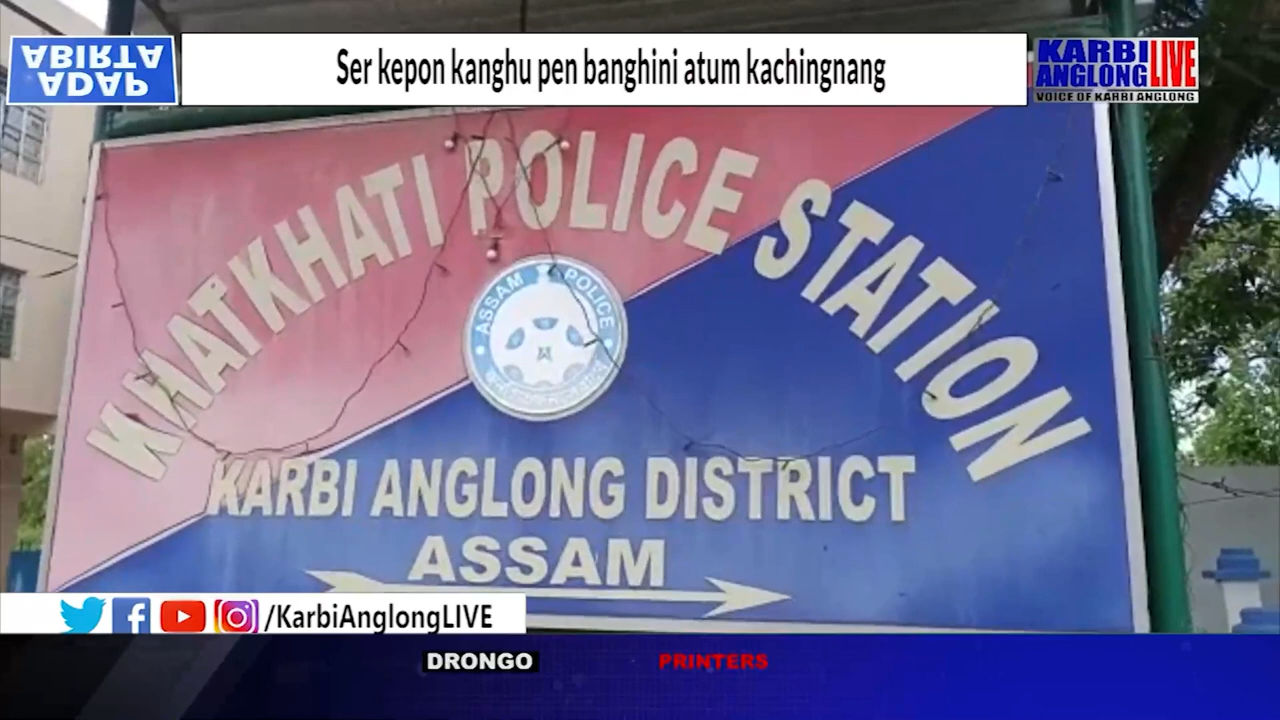 ADAP
ABIRTA
Ser kepon kanghu pen banghini atum kachingnang
KARBI ANGLONG LIVE
VOICE OF KARBI ANGLONG
KHATKHATI POLICE STATION
ASSAM POLICE
KARBI ANGLONG DISTRICT
ASSAM
/KarbiAnglongLIVE
DRONGO PRINTERS